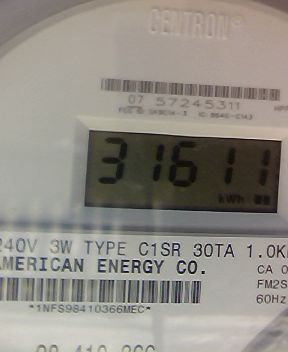 CENTRON®
07 57245311
31611
kWh
240V 3W TYPE C1SR 30TA 1.0K
AMERICAN ENERGY CO.
CA 0
FM2S
60Hz
*1NFS98410366MEC*